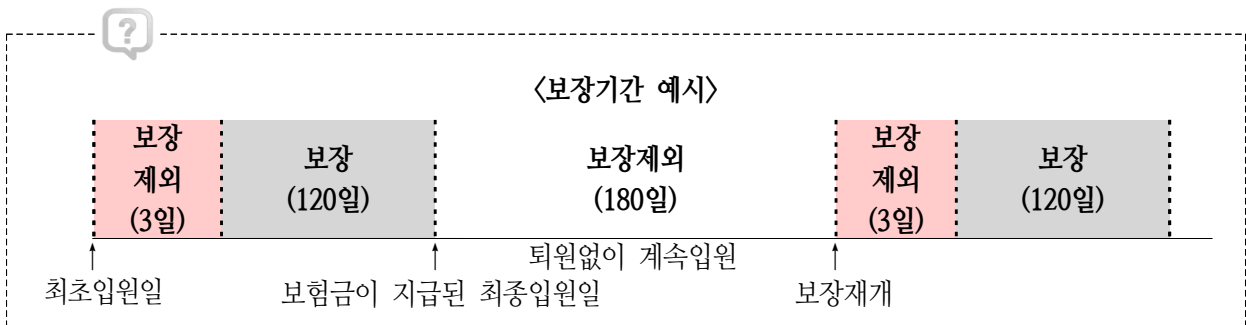 ?
〈보장기간 예시〉
보장
제외
(3일)
보장
(120일)
보장제외
(180일)
보장
제외
(3일)
보장
(120일)
퇴원없이 계속입원
최초입원일
보험금이 지급된 최종입원일
보장재개